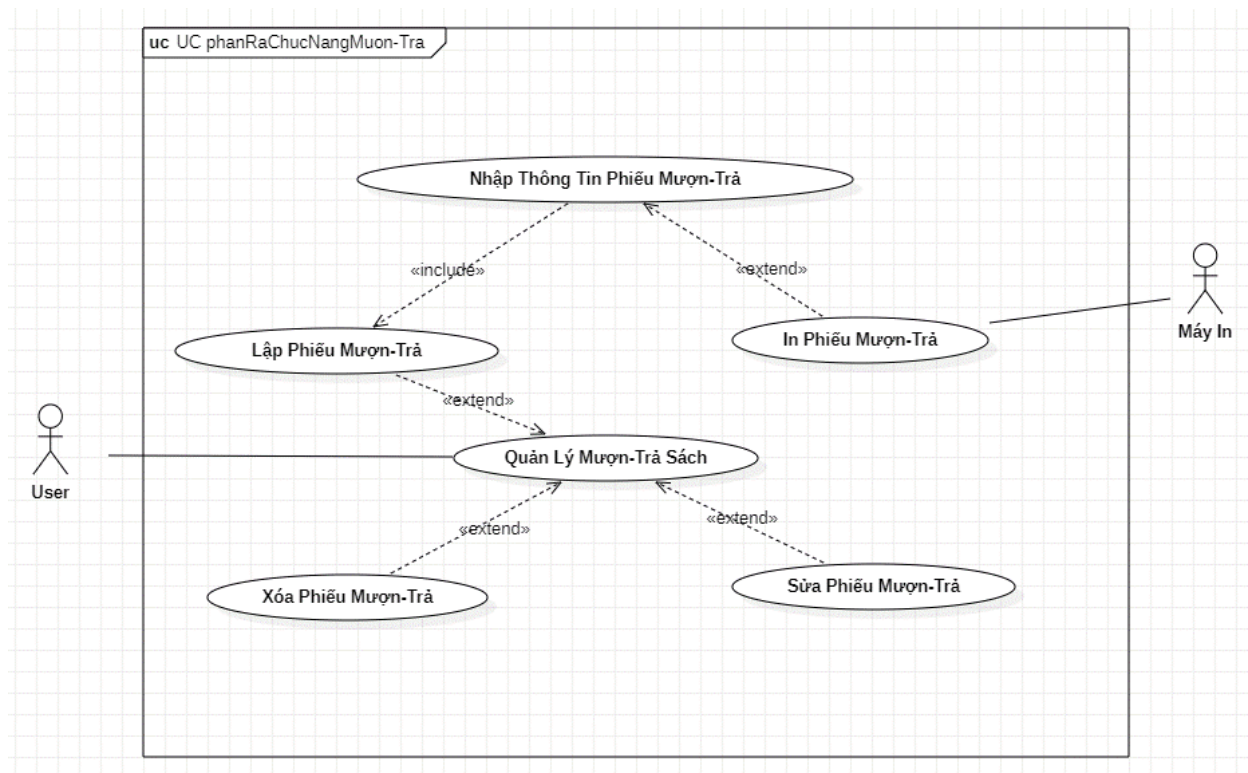 uc UC phanRaChucNangMuon-Tra
Nhập Thông Tin Phiếu Mượn-Trả
«include»
«extend»
In Phiếu Mượn-Trả
Máy In
Lập Phiếu Mượn-Trả
«extend»
User
Quản Lý Mượn-Trả Sách
«extend»
«extend»
Xóa Phiếu Mượn-Trả
Sửa Phiếu Mượn-Trả